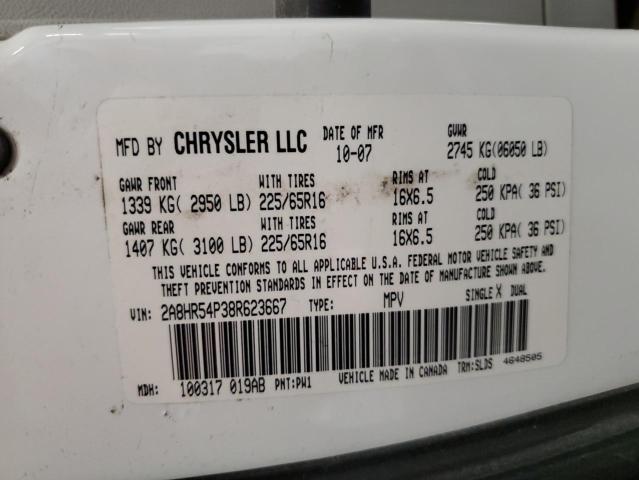 MFD BY CHRYSLER LLC DATE OF MFR GVWR
10-07 2745 KG(06050 LB)
GAWR FRONT WITH TIRES RIMS AT COLD
1339 KG( 2950 LB) 225/65R16 16X6.5 250 KPA( 36 PSI)
GAWR REAR WITH TIRES RIMS AT COLD
1407 KG( 3100 LB) 225/65R16 16X6.5 250 KPA( 36 PSI)
THIS VEHICLE CONFORMS TO ALL APPLICABLE U.S.A. FEDERAL MOTOR VEHICLE SAFETY AND
THEFT PREVENTION STANDARDS IN EFFECT ON THE DATE OF MANUFACTURE SHOWN ABOVE.
VIN: 2A8HR54P38R623667 TYPE: MPV SINGLE X DUAL
MDH: 100317 019AB PNT:PW1 VEHICLE MADE IN CANADA TRM:SLDS 4648505